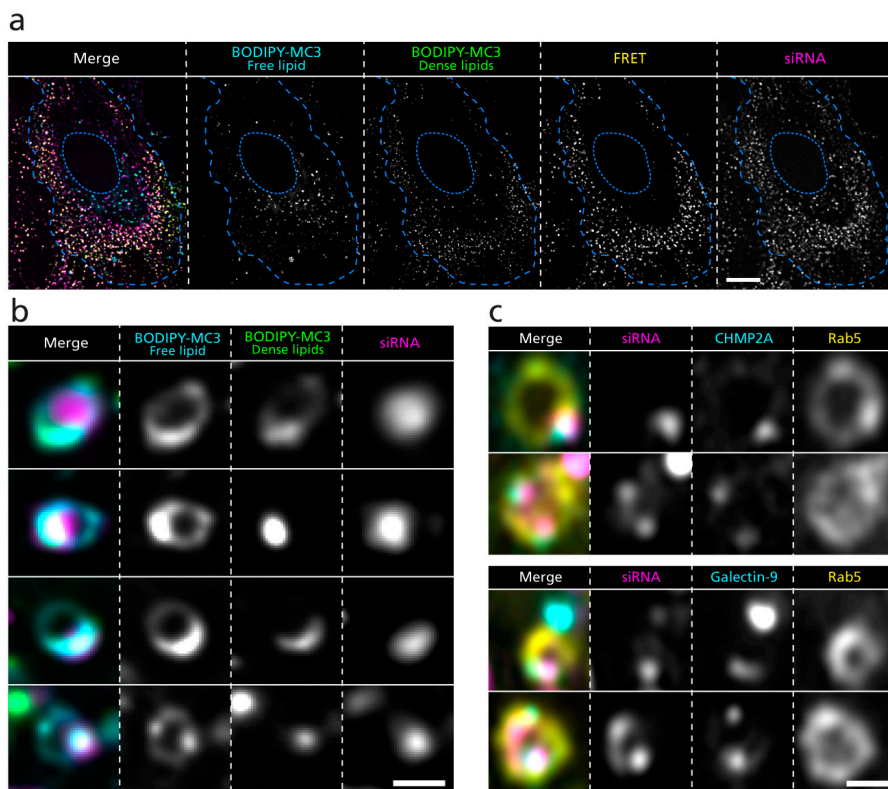 a
Merge
BODIPY-MC3
Free lipid
BODIPY-MC3
Dense lipids
FRET
siRNA
b
Merge
BODIPY-MC3
Free lipid
BODIPY-MC3
Dense lipids
siRNA
c
Merge
siRNA
CHMP2A
Rab5
Merge
siRNA
Galectin-9
Rab5